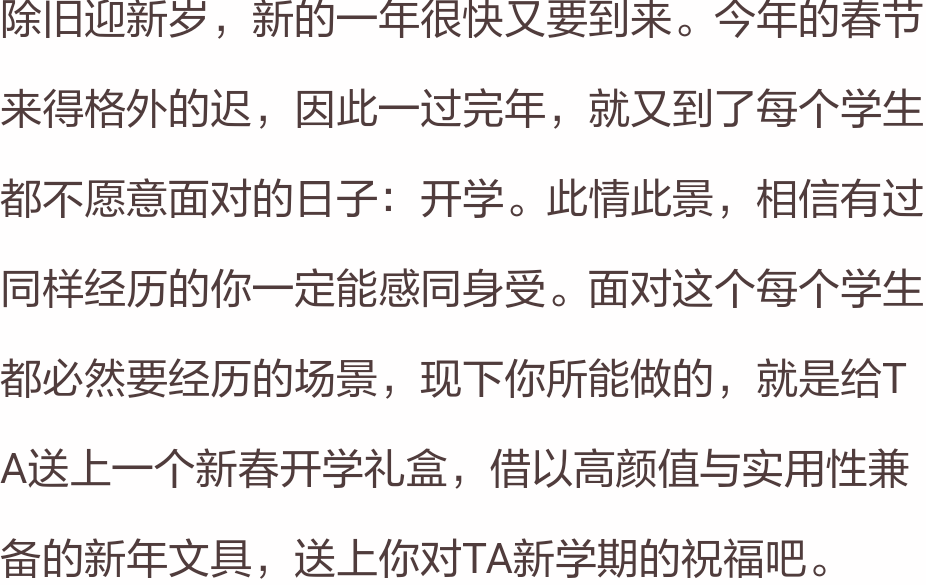 除旧迎新岁，新的一年很快又要到来。今年的春节
来得格外的迟，因此一过完年，就又到了每个学生
都不愿意面对的日子：开学。此情此景，相信有过
同样经历的你一定能感同身受。面对这个每个学生
都必然要经历的场景，现下你所能做的，就是给T
A送上一个新春开学礼盒，借以高颜值与实用性兼
备的新年文具，送上你对TA新学期的祝福吧。